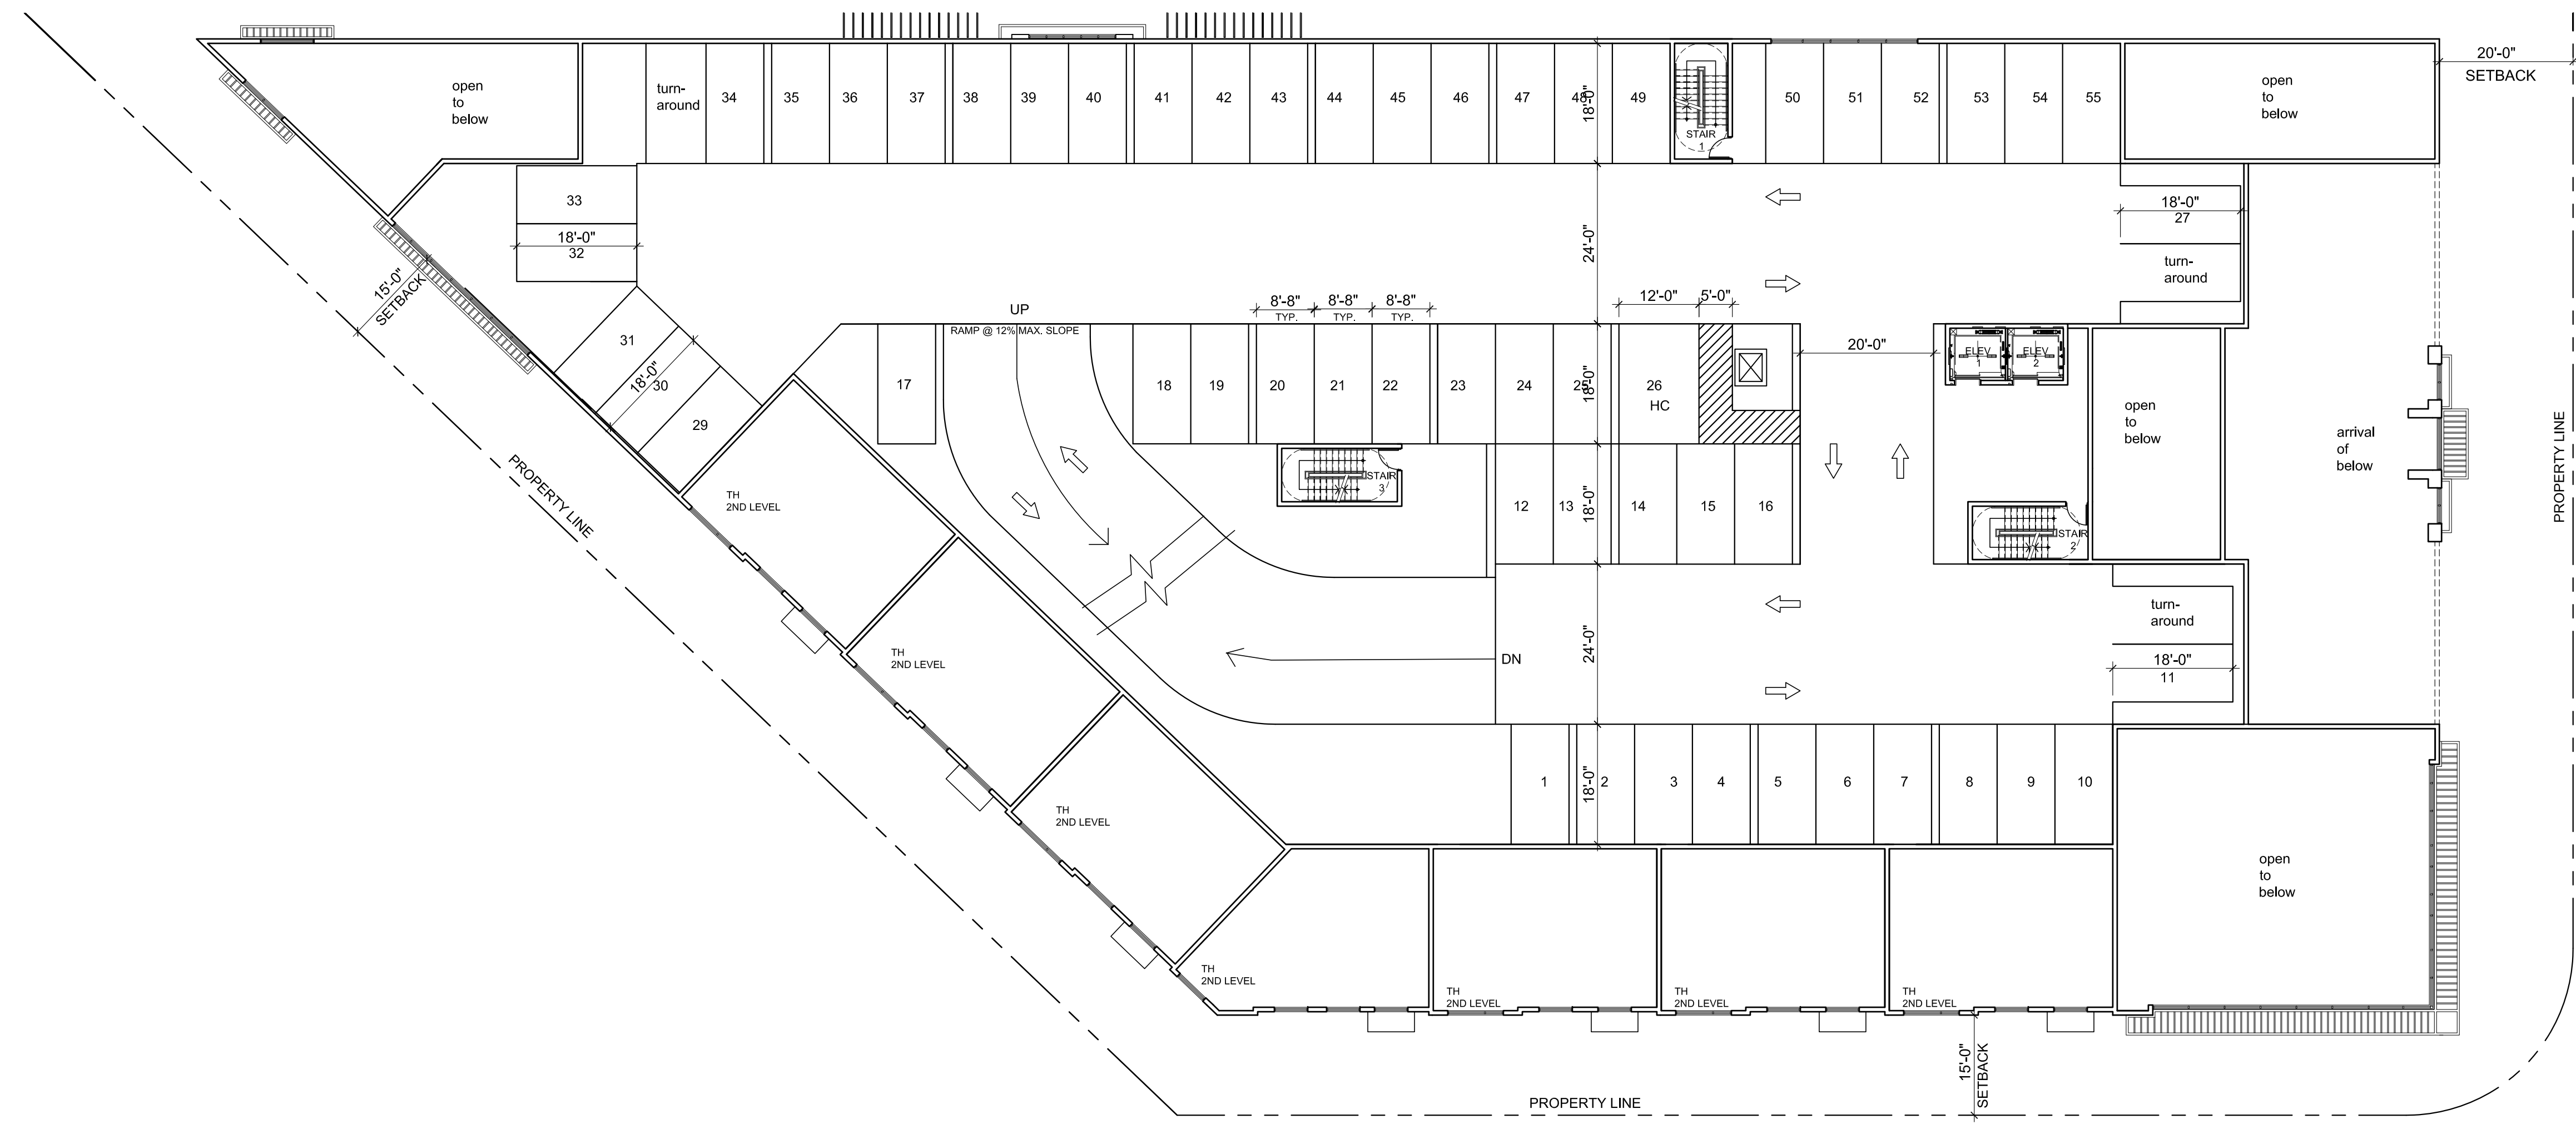 20'-0"
SETBACK
open
to
below
turn-
around
34
35
36
37
38
39
40
41
42
43
44
45
46
47
48
18'-0"
49
STAIR
1
50
51
52
53
54
55
open
to
below
33
18'-0"
32
24'-0"
18'-0"
27
turn-
around
15'-0"
SETBACK
UP
RAMP @ 12% MAX. SLOPE
8'-8"
TYP.
8'-8"
TYP.
8'-8"
TYP.
12'-0"
5'-0"
20'-0"
ELEV
1
ELEV
2
31
18'-0"
30
29
17
18
19
20
21
22
23
24
25
18'-0"
26
HC
open
to
below
arrival
of
below
PROPERTY LINE
PROPERTY LINE
TH
2ND LEVEL
STAIR
3
12
13
18'-0"
14
15
16
STAIR
2
TH
2ND LEVEL
DN
24'-0"
turn-
around
18'-0"
11
TH
2ND LEVEL
1
18'-0"
2
3
4
5
6
7
8
9
10
open
to
below
TH
2ND LEVEL
TH
2ND LEVEL
TH
2ND LEVEL
TH
2ND LEVEL
15'-0"
SETBACK
PROPERTY LINE